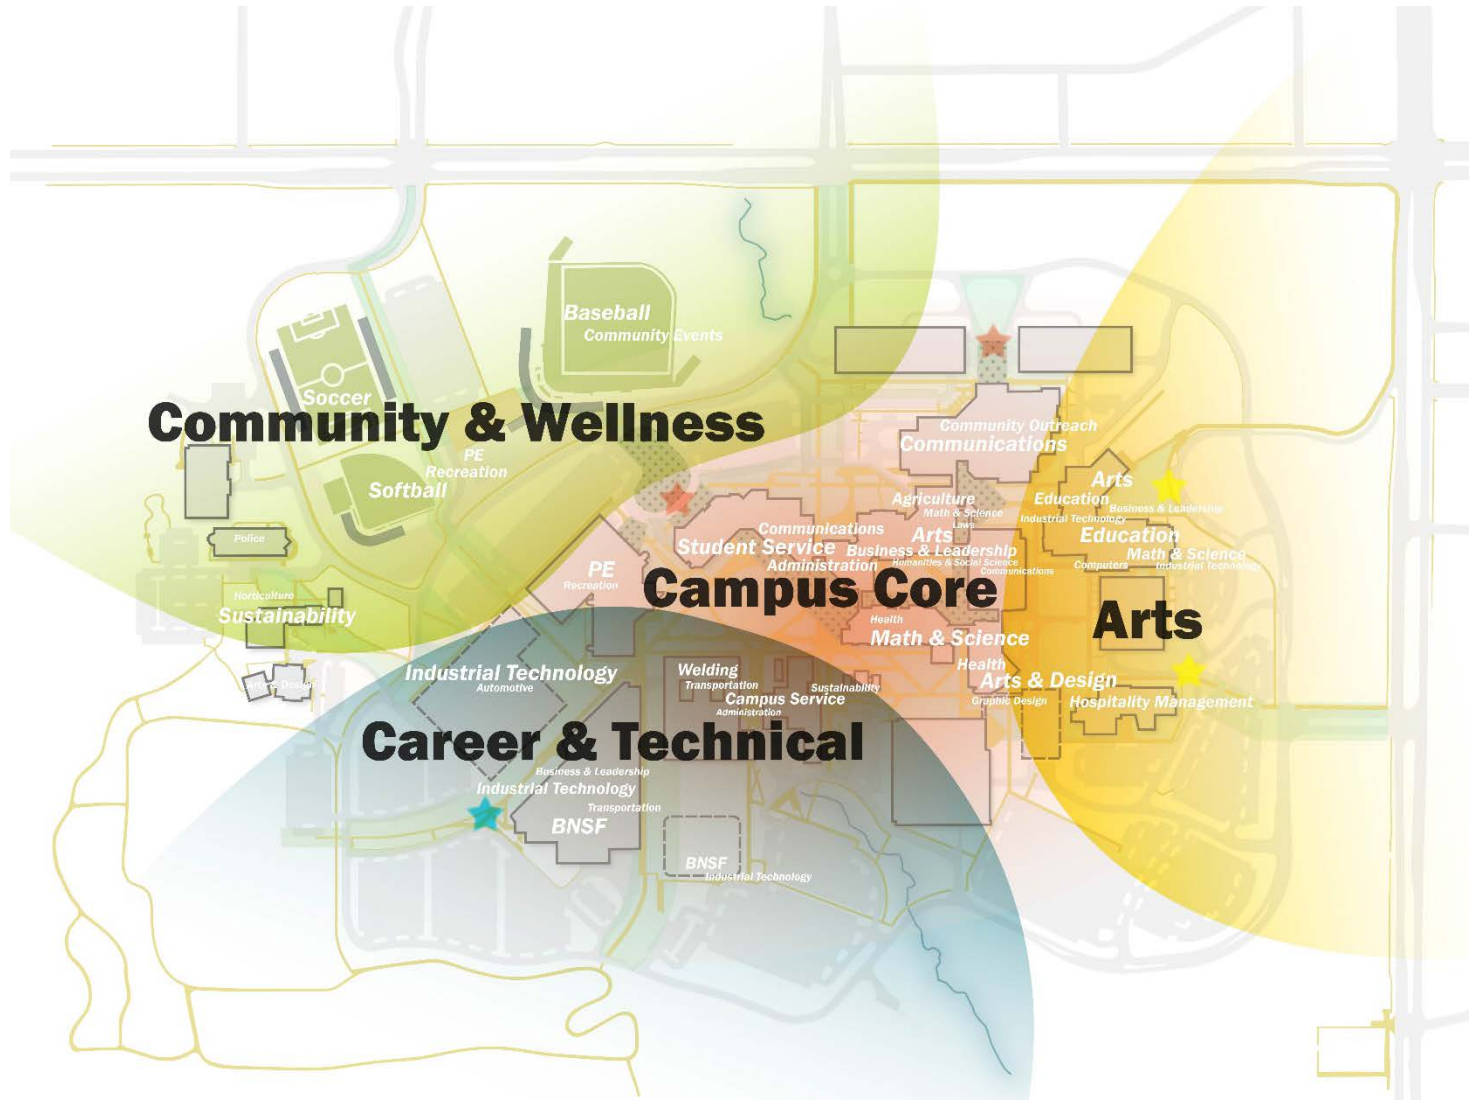 Baseball
Community Events
Soccer
Community & Wellness
PE
Recreation
Softball
Police
Horticulture
Sustainability
Arts & Design
Community Outreach
Communications
Agriculture
Math & Science
Laws
Communications
Arts
Student Service
Business & Leadership
Administration
Humanities & Social Science
Communications
PE
Recreation
Campus Core
Health
Math & Science
Health
Arts & Design
Graphic Design
Arts
Education
Business & Leadership
Industrial Technology
Education
Math & Science
Computers
Industrial Technology
Arts
Hospitality Management
Industrial Technology
Automotive
Welding
Transportation
Sustainability
Campus Service
Administration
Career & Technical
Business & Leadership
Industrial Technology
Transportation
BNSF
BNSF
Industrial Technology